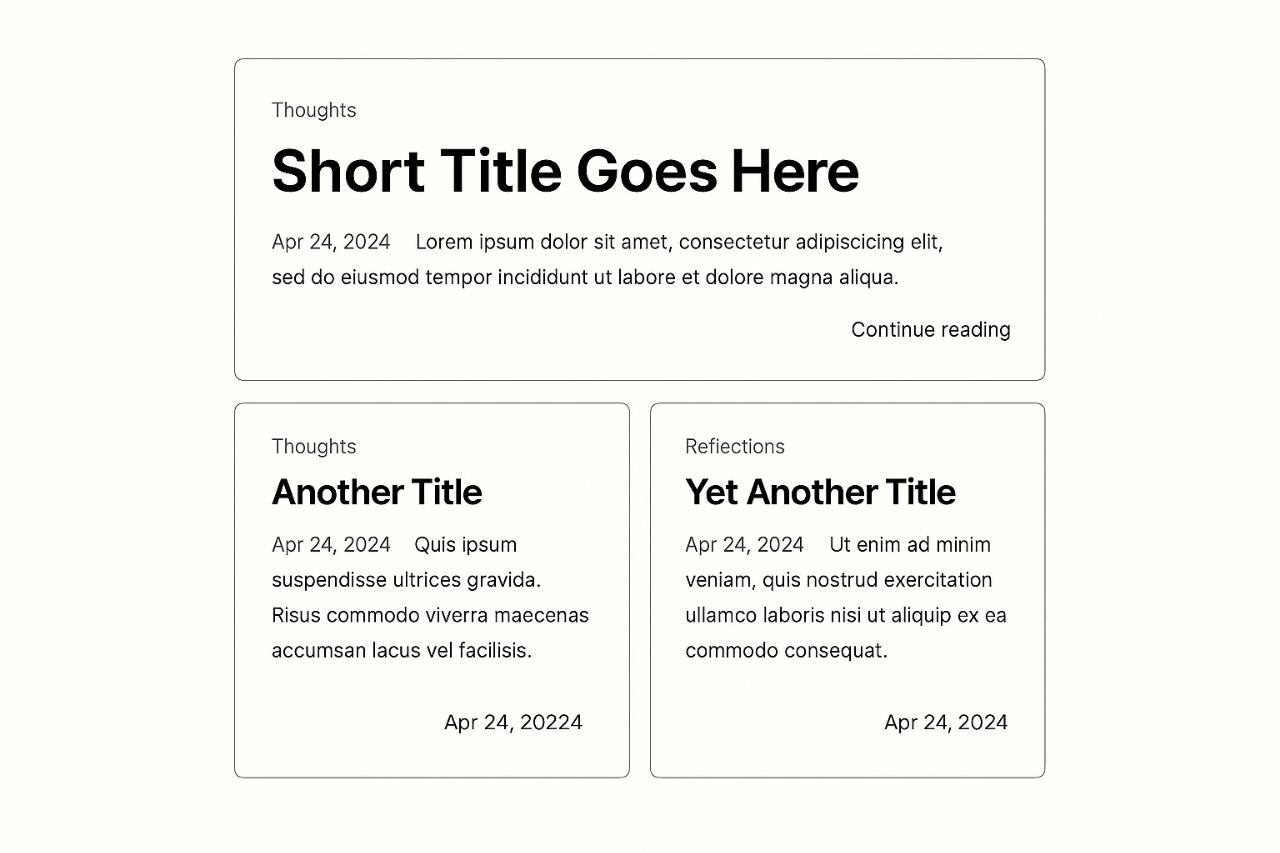 Thoughts
Short Title Goes Here
Apr 24, 2024 Lorem ipsum dolor sit amet, consectetur adipiscicing elit,
sed do eiusmod tempor incididunt ut labore et dolore magna aliqua.
Continue reading
Thoughts
Another Title
Apr 24, 2024 Quis ipsum
suspendisse ultrices gravida.
Risus commodo viverra maecenas
accumsan lacus vel facilisis.
Apr 24, 20224
Refiections
Yet Another Title
Apr 24, 2024 Ut enim ad minim
veniam, quis nostrud exercitation
ullamco laboris nisi ut aliquip ex ea
commodo consequat.
Apr 24, 2024